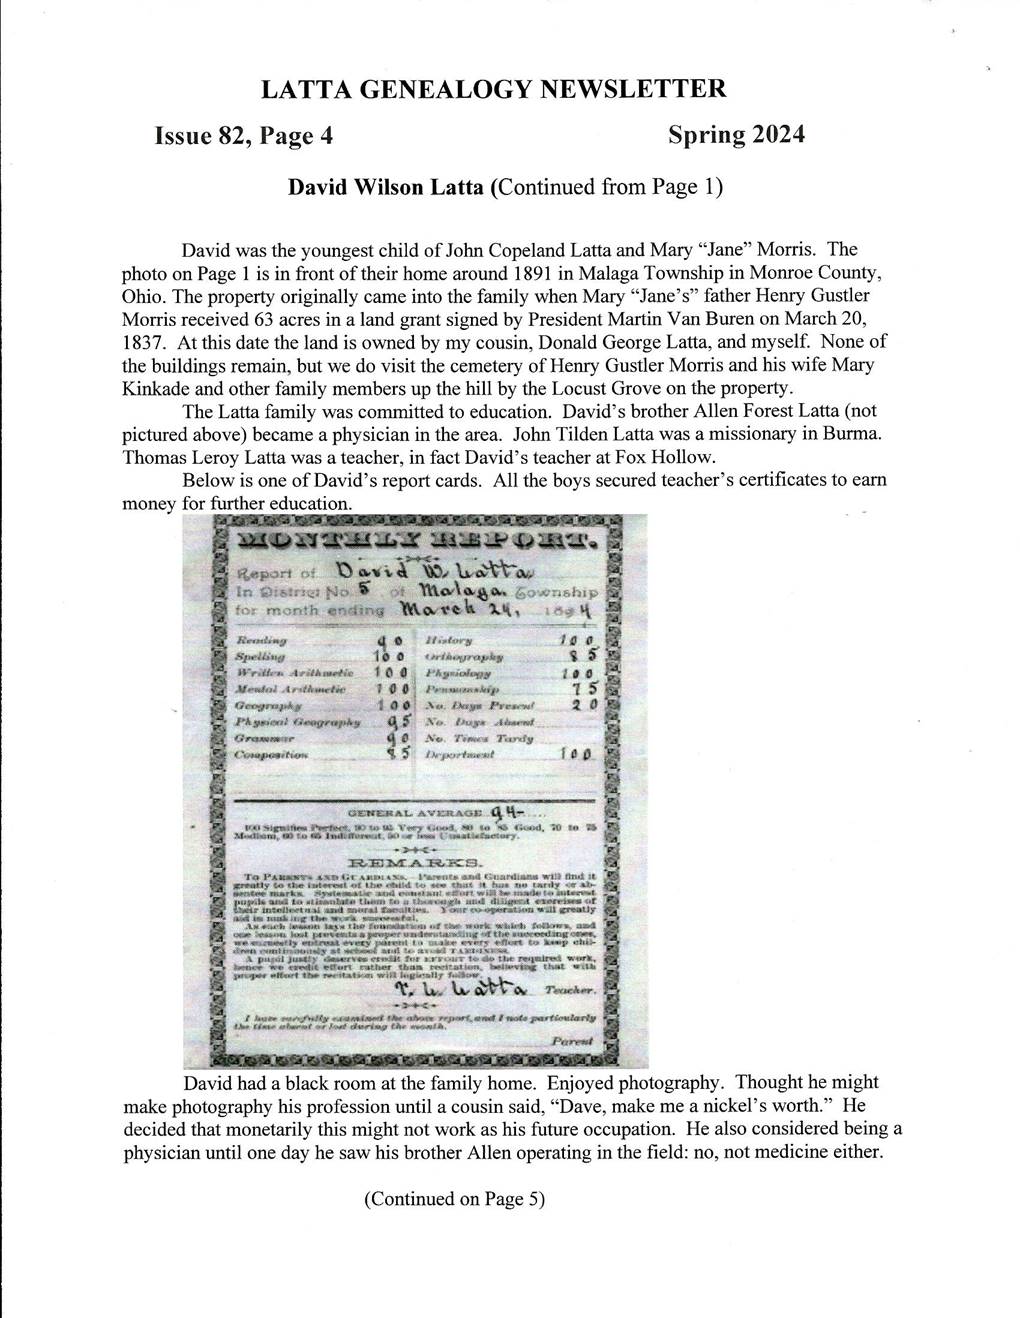 LATTA GENEALOGY NEWSLETTER
Issue 82, Page 4 Spring 2024
David Wilson Latta (Continued from Page 1)
David was the youngest child of John Copeland Latta and Mary “Jane” Morris. The
photo on Page 1 is in front of their home around 1891 in Malaga Township in Monroe County,
Ohio. The property originally came into the family when Mary “Jane’s” father Henry Gustler
Morris received 63 acres in a land grant signed by President Martin Van Buren on March 20,
1837. At this date the land is owned by my cousin, Donald George Latta, and myself. None of
the buildings remain, but we do visit the cemetery of Henry Gustler Morris and his wife Mary
Kinkade and other family members up the hill by the Locust Grove on the property.
The Latta family was committed to education. David’s brother Allen Forest Latta (not
pictured above) became a physician in the area. John Tilden Latta was a missionary in Burma.
Thomas Leroy Latta was a teacher, in fact David’s teacher at Fox Hollow.
Below is one of David’s report cards. All the boys secured teacher’s certificates to earn
money for further education.
MONTHLY REPORT.
Report of David W. Latta
In District No. 5 of Malaga Township
for month ending March 24, 1894
Reading 90 History 100
Spelling 100 Orthography 85
Written Arithmetic 100 Physiology 100
Mental Arithmetic 100 Penmanship 75
Geography 100 No. Days Present 20
Physical Geography 95 No. Days Absent
Grammar 90 No. Times Tardy
Composition 85 Deportment 100
GENERAL AVERAGE 94-
100 Signifies Perfect, 90 to 95 Very Good, 80 to 85 Good, 70 to 75
Medium, 60 to 65 Indifferent, 50 or less Unsatisfactory.
REMARKS.
TO PARENTS AND GUARDIANS.—Parents and Guardians will find it
greatly to the interest of the child to see that it has no tardy or ab-
sentee marks. Systematic and constant effort will be made to interest
pupils and to stimulate them to a thorough and diligent exercises of
their intellectual and moral faculties. Your co-operation will greatly
aid in making the work successful.
As each lesson lays the foundation of the work which follows, and
one lesson lost prevents a proper understanding of the succeeding ones,
we earnestly entreat every parent to make every effort to keep chil-
dren continuously at school and to avoid TARDINESS.
A pupil justly deserves credit for EFFORT to do the required work,
hence we credit effort rather than recitation, believing that with
proper effort the recitation will logically follow.
T. L. Latta Teacher.
I have carefully examined the above report, and I note particularly
the time absent or lost during the month.
Parent
David had a black room at the family home. Enjoyed photography. Thought he might
make photography his profession until a cousin said, “Dave, make me a nickel’s worth.” He
decided that monetarily this might not work as his future occupation. He also considered being a
physician until one day he saw his brother Allen operating in the field: no, not medicine either.
(Continued on Page 5)